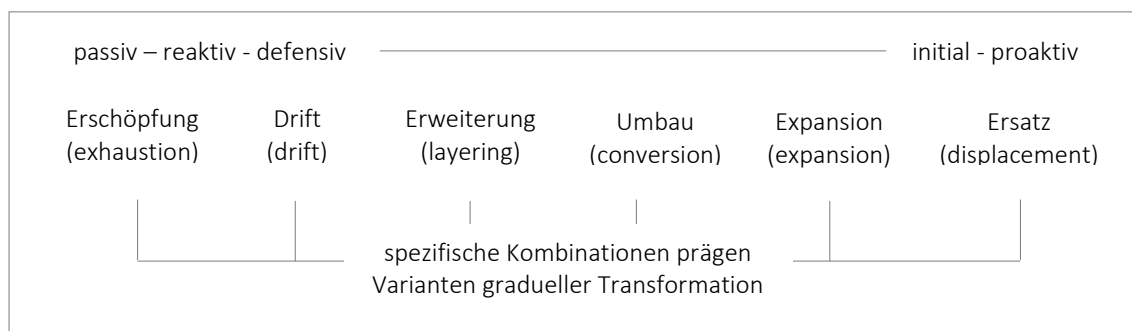 passiv – reaktiv - defensiv initial - proaktiv
Erschöpfung Drift Erweiterung Umbau Expansion Ersatz
(exhaustion) (drift) (layering) (conversion) (expansion) (displacement)
spezifische Kombinationen prägen
Varianten gradueller Transformation